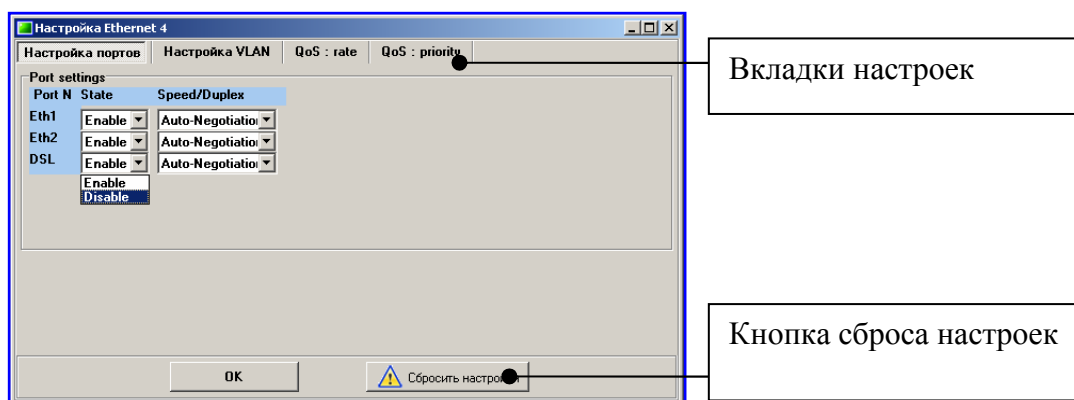 Настройка Ethernet 4
Настройка портов Настройка VLAN QoS : rate QoS : priority
Вкладки настроек
Port settings
Port N State Speed/Duplex
Eth1 Enable Auto-Negotiation
Eth2 Enable Auto-Negotiation
DSL Enable Auto-Negotiation
Enable
Disable
Кнопка сброса настроек
OK Сбросить настройки